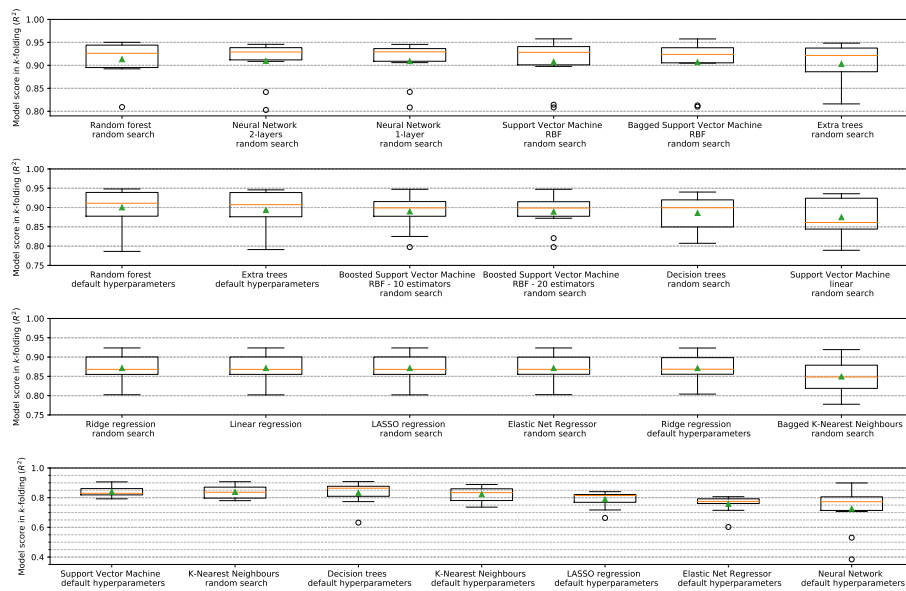 Model score in k-folding (R²)
1.00
0.95
0.90
0.85
0.80
Random forest
random search
Neural Network
2-layers
random search
Neural Network
1-layer
random search
Support Vector Machine
RBF
random search
Bagged Support Vector Machine
RBF
random search
Extra trees
random search
Model score in k-folding (R²)
1.00
0.95
0.90
0.85
0.80
0.75
Random forest
default hyperparameters
Extra trees
default hyperparameters
Boosted Support Vector Machine
RBF - 10 estimators
random search
Boosted Support Vector Machine
RBF - 20 estimators
random search
Decision trees
random search
Support Vector Machine
linear
random search
Model score in k-folding (R²)
1.00
0.95
0.90
0.85
0.80
0.75
Ridge regression
random search
Linear regression
LASSO regression
random search
Elastic Net Regressor
random search
Ridge regression
default hyperparameters
Bagged K-Nearest Neighbours
random search
Model score in k-folding (R²)
1.0
0.8
0.6
0.4
Support Vector Machine
default hyperparameters
K-Nearest Neighbours
random search
Decision trees
default hyperparameters
K-Nearest Neighbours
default hyperparameters
LASSO regression
default hyperparameters
Elastic Net Regressor
default hyperparameters
Neural Network
default hyperparameters